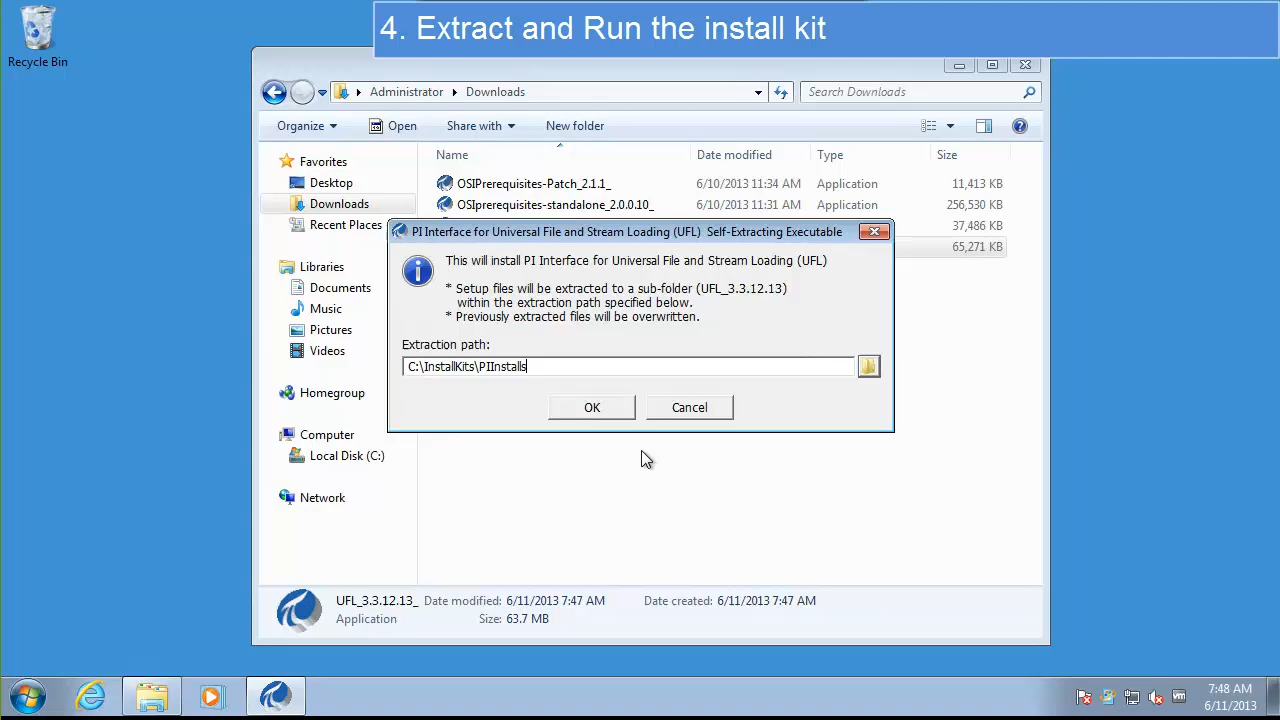 4. Extract and Run the install kit
Recycle Bin
Administrator Downloads Search Downloads
Organize Open Share with New folder
Name Date modified Type Size
Favorites
Desktop
Downloads
Recent Places
Libraries
Documents
Music
Pictures
Videos
Homegroup
Computer
Local Disk (C:)
Network
OSIPrerequisites-Patch_2.1.1_ 6/10/2013 11:34 AM Application 11,413 KB
OSIprerequisites-standalone_2.0.0.10_ 6/10/2013 11:31 AM Application 256,530 KB
37,486 KB
65,271 KB
PI Interface for Universal File and Stream Loading (UFL) Self-Extracting Executable
This will install PI Interface for Universal File and Stream Loading (UFL)
* Setup files will be extracted to a sub-folder (UFL_3.3.12.13)
within the extraction path specified below.
* Previously extracted files will be overwritten.
Extraction path:
C:\InstallKits\PIInstalls
OK Cancel
UFL_3.3.12.13_ Date modified: 6/11/2013 7:47 AM Date created: 6/11/2013 7:47 AM
Application Size: 63.7 MB
7:48 AM
6/11/2013